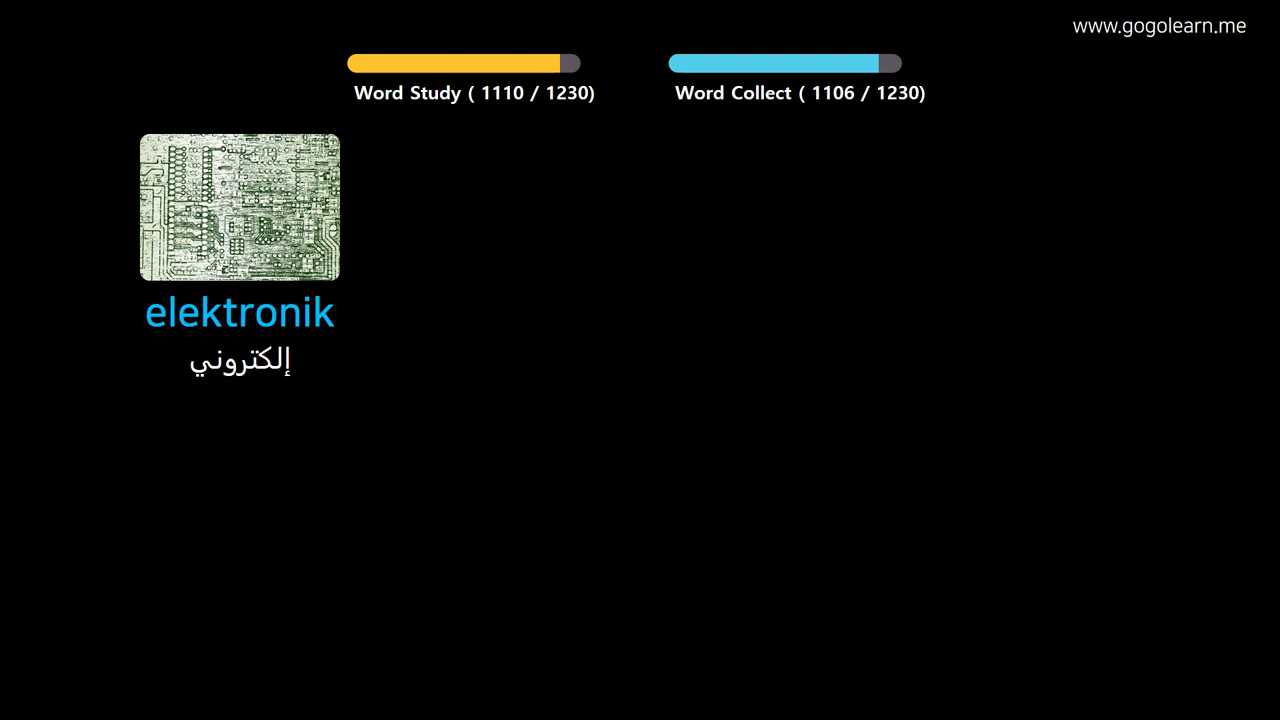 www.gogolearn.me
Word Study ( 1110 / 1230)
Word Collect ( 1106 / 1230)
elektronik
إلكتروني